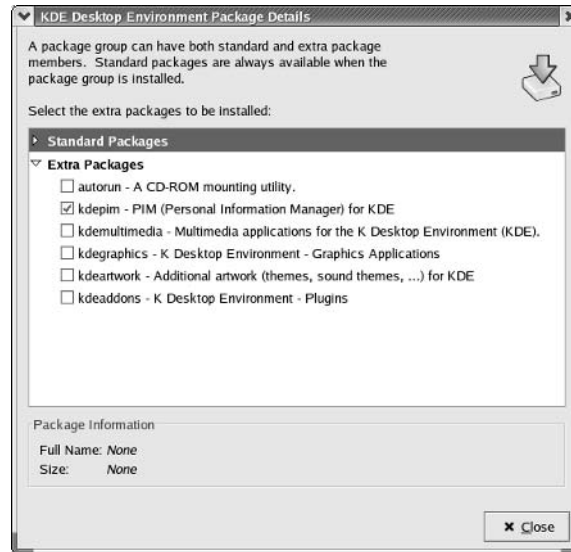 KDE Desktop Environment Package Details
A package group can have both standard and extra package
members. Standard packages are always available when the
package group is installed.
Select the extra packages to be installed:
Standard Packages
Extra Packages
autorun - A CD-ROM mounting utility.
kdepim - PIM (Personal Information Manager) for KDE
kdemultimedia - Multimedia applications for the K Desktop Environment (KDE).
kdegraphics - K Desktop Environment - Graphics Applications
kdeartwork - Additional artwork (themes, sound themes, ...) for KDE
kdeaddons - K Desktop Environment - Plugins
Package Information
Full Name: None
Size: None
Close